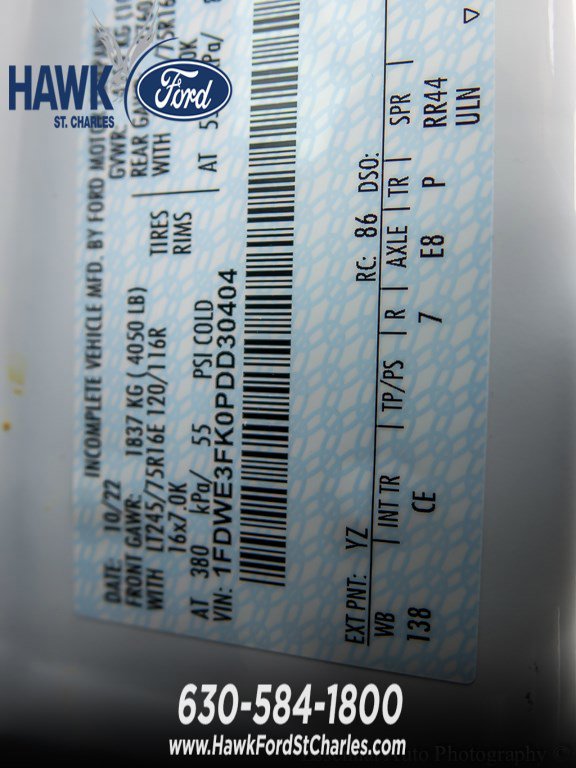 HAWK
ST. CHARLES
Ford
INCOMPLETE VEHICLE MFD. BY FORD MOTOR
DATE: 10/22 GVWR:
FRONT GAWR: 1837 KG (4050 LB) REAR
WITH LT245/75R16E 120/116R TIRES WITH
16x7.0K RIMS
AT 380 kPa/ 55 PSI COLD AT
VIN: 1FDWE3FK0PDD30404
EXT PNT: YZ RC: 86 DSO:
WB INT TR TP/PS R AXLE TR SPR
138 CE 7 E8 P RR44
ULN
630-584-1800
www.HawkFordStCharles.com
Auto Photography ©